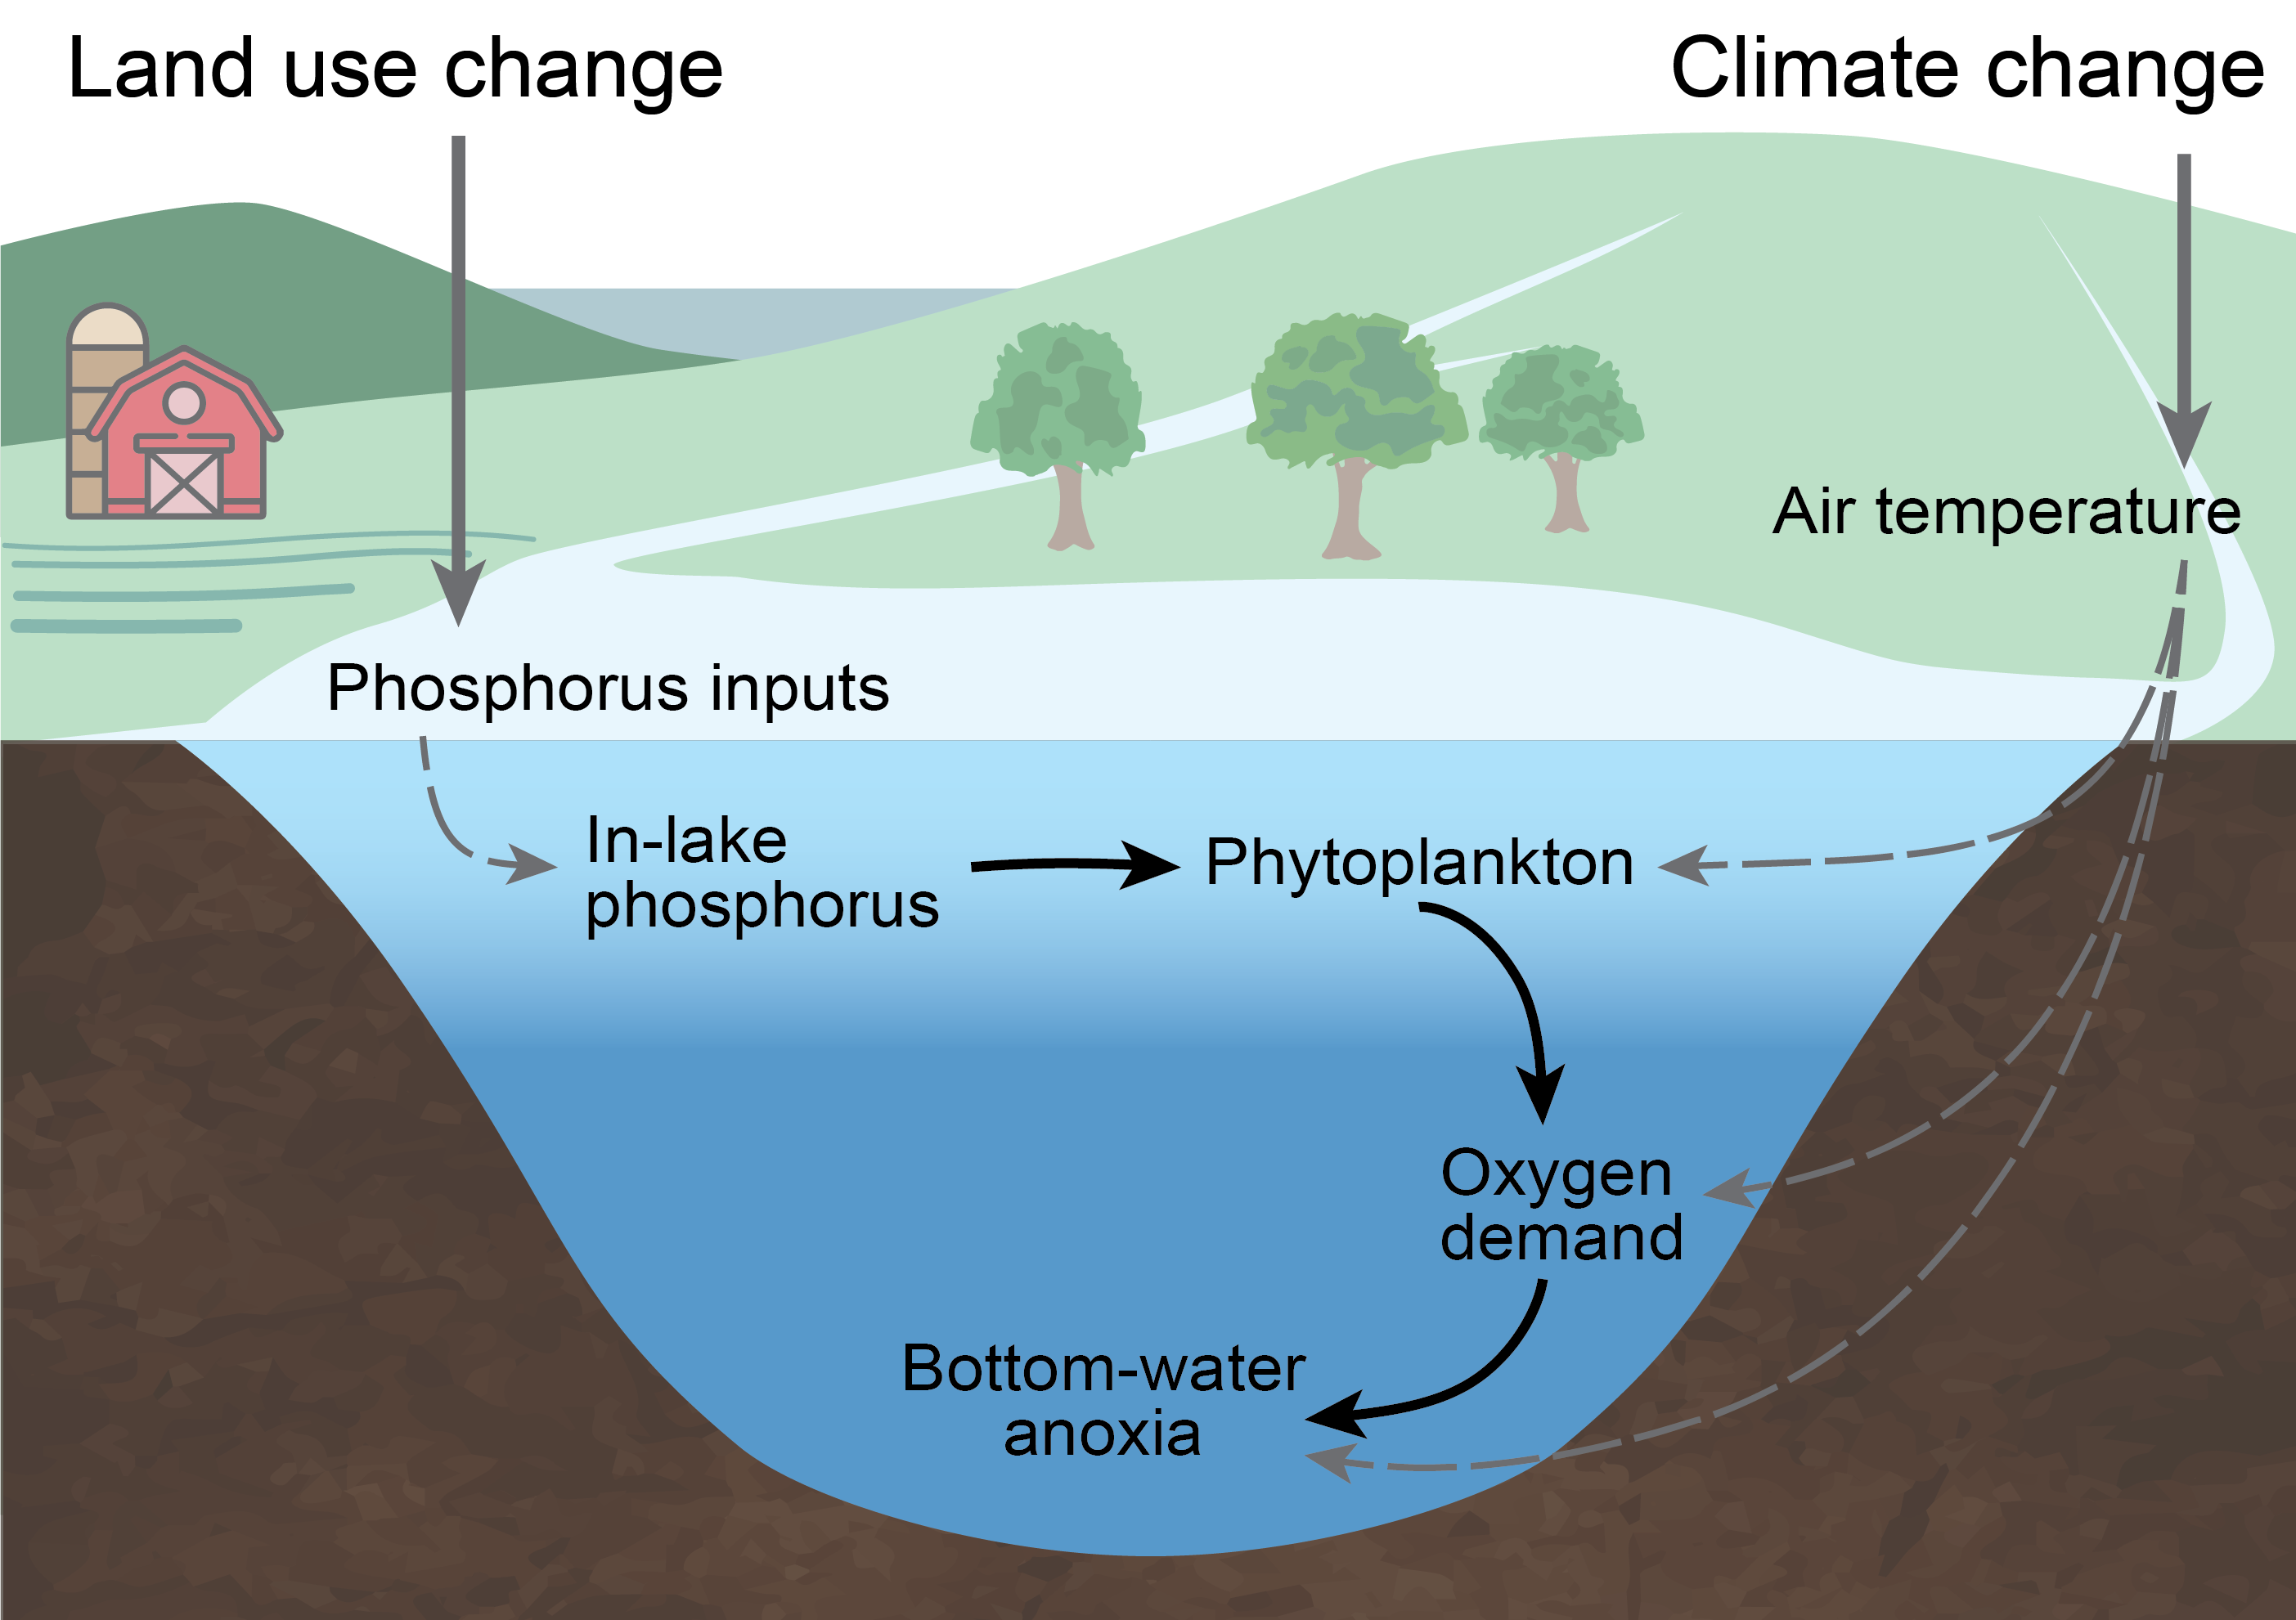 Land use change
Climate change
Air temperature
Phosphorus inputs
In-lake
phosphorus
Phytoplankton
Oxygen
demand
Bottom-water
anoxia